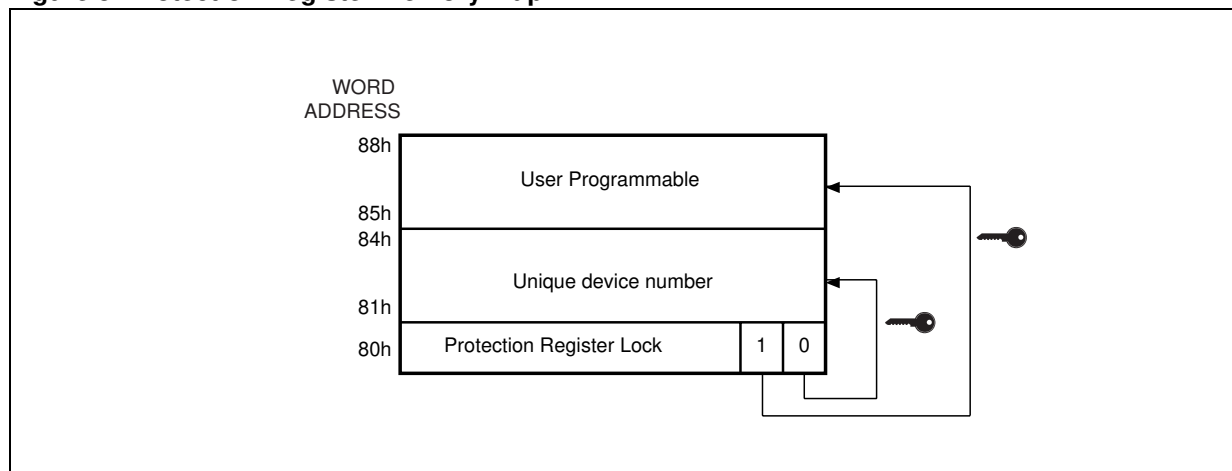 WORD
ADDRESS
88h
User Programmable
85h
84h
Unique device number
81h
80h
Protection Register Lock
1
0